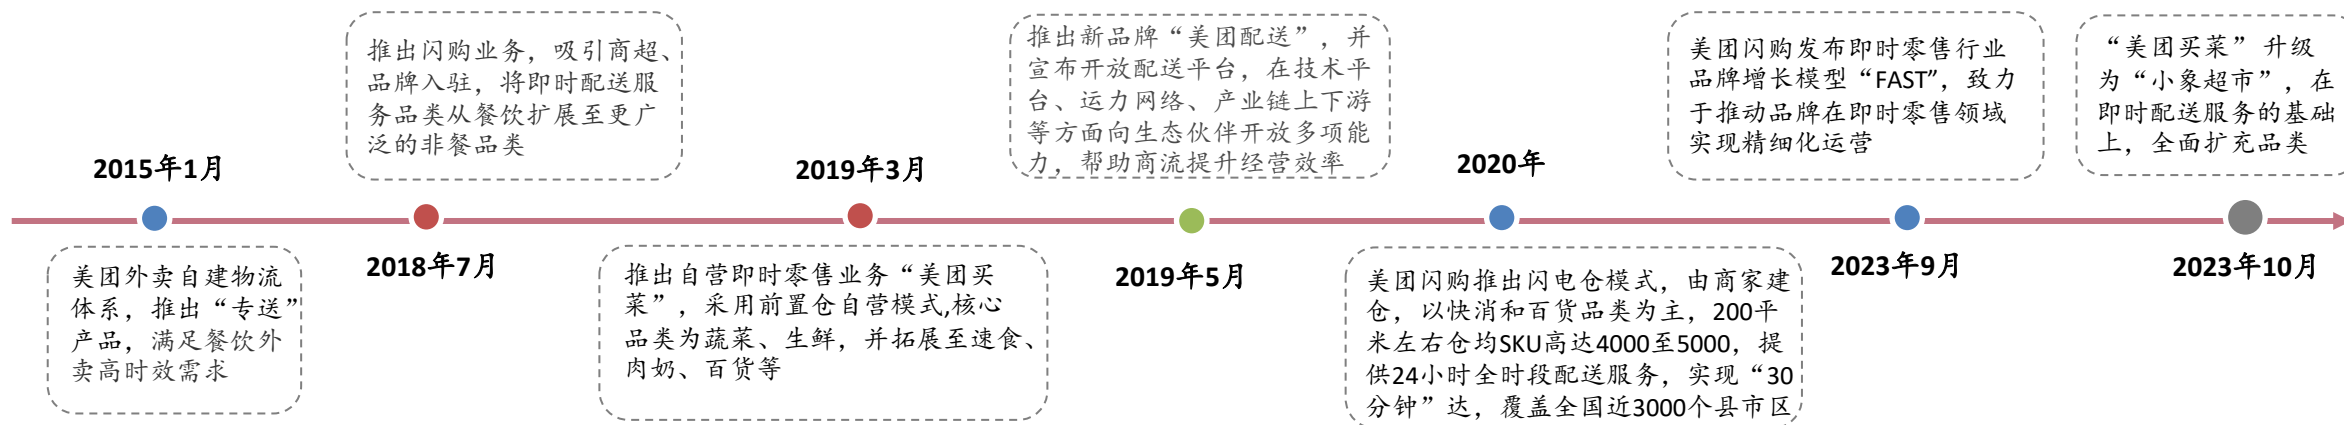 2015年1月
美团外卖自建物流
体系，推出“专送”
产品，满足餐饮外
卖高时效需求
推出闪购业务，吸引商超、
品牌入驻，将即时配送服
务品类从餐饮扩展至更广
泛的非餐品类
2018年7月
2019年3月
推出自营即时零售业务“美团买
菜”，采用前置仓自营模式,核心
品类为蔬菜、生鲜，并拓展至速食、
肉奶、百货等
推出新品牌“美团配送”，并
宣布开放配送平台，在技术平
台、运力网络、产业链上下游
等方面向生态伙伴开放多项能
力，帮助商流提升经营效率
2019年5月
2020年
美团闪购推出闪电仓模式，由商家建
仓，以快消和百货品类为主，200平
米左右仓均SKU高达4000至5000，提
供24小时全时段配送服务，实现“30
分钟”达，覆盖全国近3000个县市区
美团闪购发布即时零售行业
品牌增长模型“FAST”，致力
于推动品牌在即时零售领域
实现精细化运营
2023年9月
“美团买菜” 升级
为“小象超市”，在
即时配送服务的基础
上，全面扩充品类
2023年10月